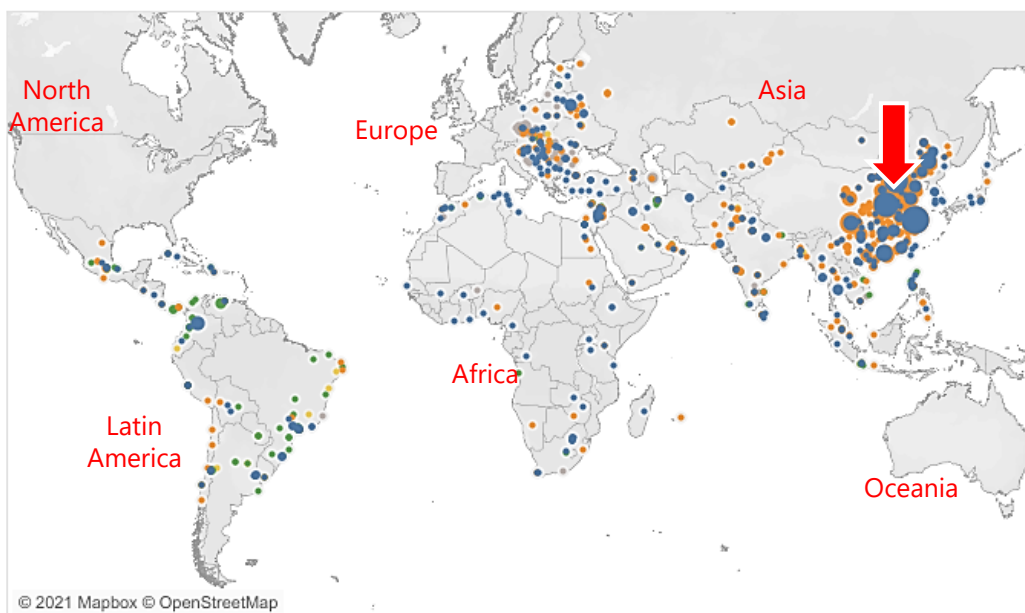 North
America
Europe
Asia
Africa
Latin
America
Oceania
© 2021 Mapbox © OpenStreetMap